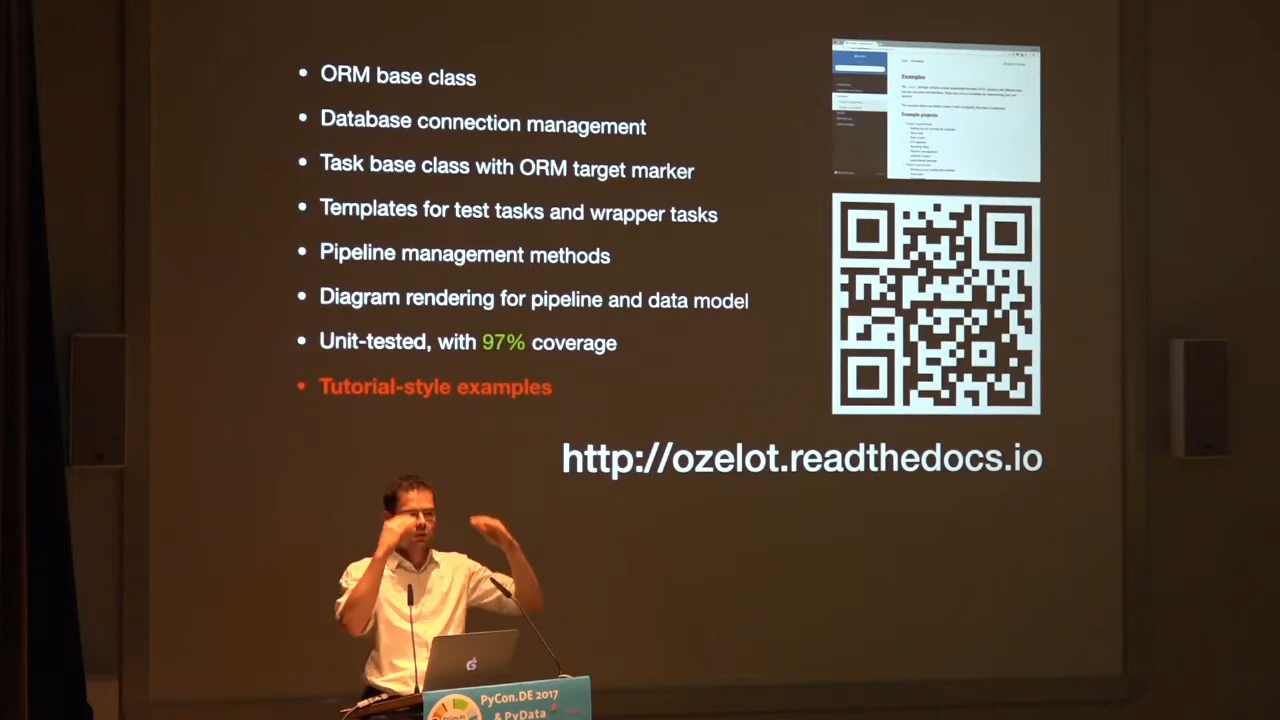 • ORM base class
• Database connection management
• Task base class with ORM target marker
• Templates for test tasks and wrapper tasks
• Pipeline management methods
• Diagram rendering for pipeline and data model
• Unit-tested, with 97% coverage
• Tutorial-style examples
Examples
Example projects:
http://ozelot.readthedocs.io
PyCon.DE 2017
& PyData